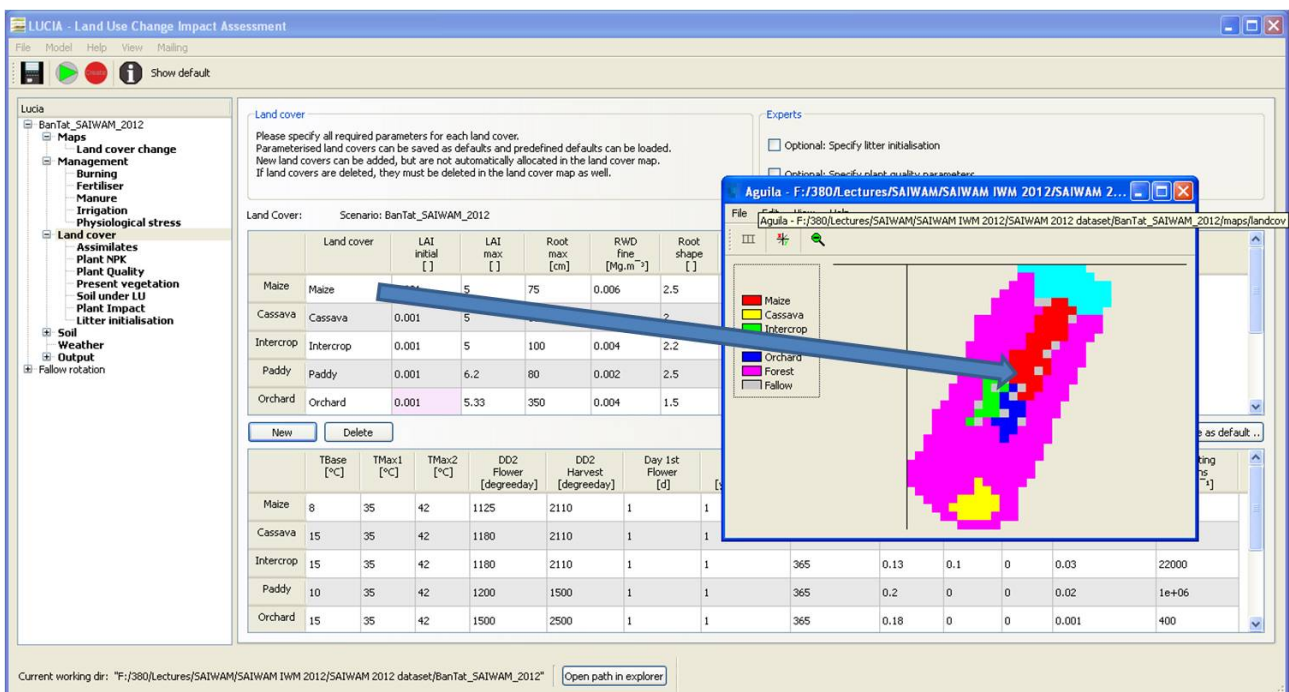 LUCIA - Land Use Change Impact Assessment
File Model Help View Mailing
Create Show default
Lucia
BanTat_SAIWAM_2012
Maps
Land cover change
Management
Burning
Fertiliser
Manure
Irrigation
Physiological stress
Land cover
Assimilates
Plant NPK
Plant Quality
Present vegetation
Soil under LU
Plant Impact
Litter initialisation
Soil
Weather
Output
Fallow rotation
Land cover
Please specify all required parameters for each land cover.
Parameterised land covers can be saved as defaults and predefined defaults can be loaded.
New land covers can be added, but are not automatically allocated in the land cover map.
If land covers are deleted, they must be deleted in the land cover map as well.
Experts
Optional: Specify litter initialisation
Optional: Specify plant quality parameters
Land Cover: Scenario: BanTat_SAIWAM_2012
Land cover LAI initial [ ] LAI max [ ] Root max [cm] RWD fine [Mg.m⁻³] Root shape [ ]
Maize Maize 5 75 0.006 2.5
Cassava Cassava 0.001 5 2
Intercrop Intercrop 0.001 5 100 0.004 2.2
Paddy Paddy 0.001 6.2 80 0.002 2.5
Orchard Orchard 0.001 5.33 350 0.004 1.5
New Delete as default ..
TBase [°C] TMax1 [°C] TMax2 [°C] DD2 Flower [degreeday] DD2 Harvest [degreeday] Day 1st Flower [d]
Maize 8 35 42 1125 2110 1 1
Cassava 15 35 42 1180 2110 1 1
Intercrop 15 35 42 1180 2110 1 1 365 0.13 0.1 0 0.03 22000
Paddy 10 35 42 1200 1500 1 1 365 0.2 0 0 0.02 1e+06
Orchard 15 35 42 1500 2500 1 1 365 0.18 0 0 0.001 400
Aguila - F:/380/Lectures/SAIWAM/SAIWAM IWM 2012/SAIWAM 2...
File Edit View Help
Aguila - F:/380/Lectures/SAIWAM/SAIWAM IWM 2012/SAIWAM 2012 dataset/BanTat_SAIWAM_2012/maps/landcov
Maize
Cassava
Intercrop
Orchard
Forest
Fallow
Current working dir: "F:/380/Lectures/SAIWAM/SAIWAM IWM 2012/SAIWAM 2012 dataset/BanTat_SAIWAM_2012" Open path in explorer